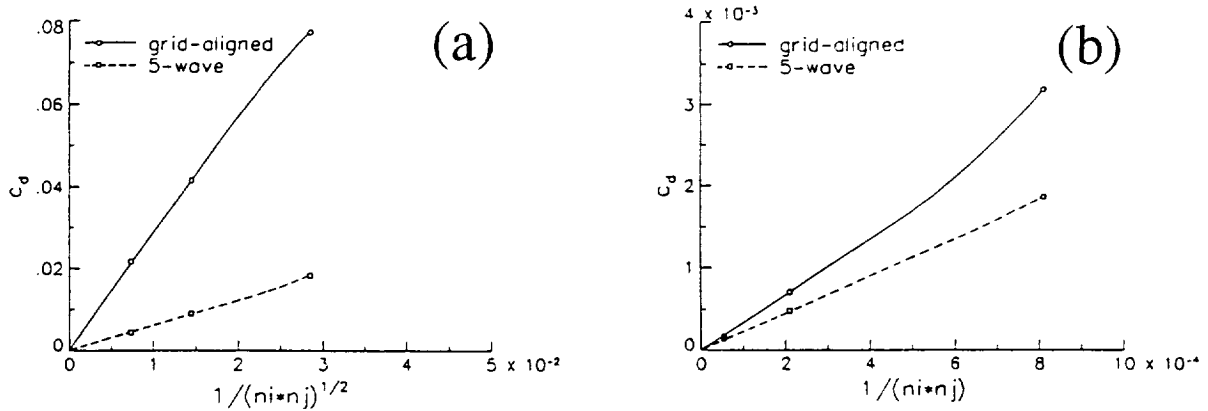 (a)
.08
grid-aligned
5-wave
.06
C_d
.04
.02
0
0 1 2 3 4 5 × 10⁻²
1/(ni*nj)^1/2
(b)
4 × 10⁻³
grid-aligned
5-wave
3
C_d
2
1
0
0 2 4 6 8 10 × 10⁻⁴
1/(ni*nj)